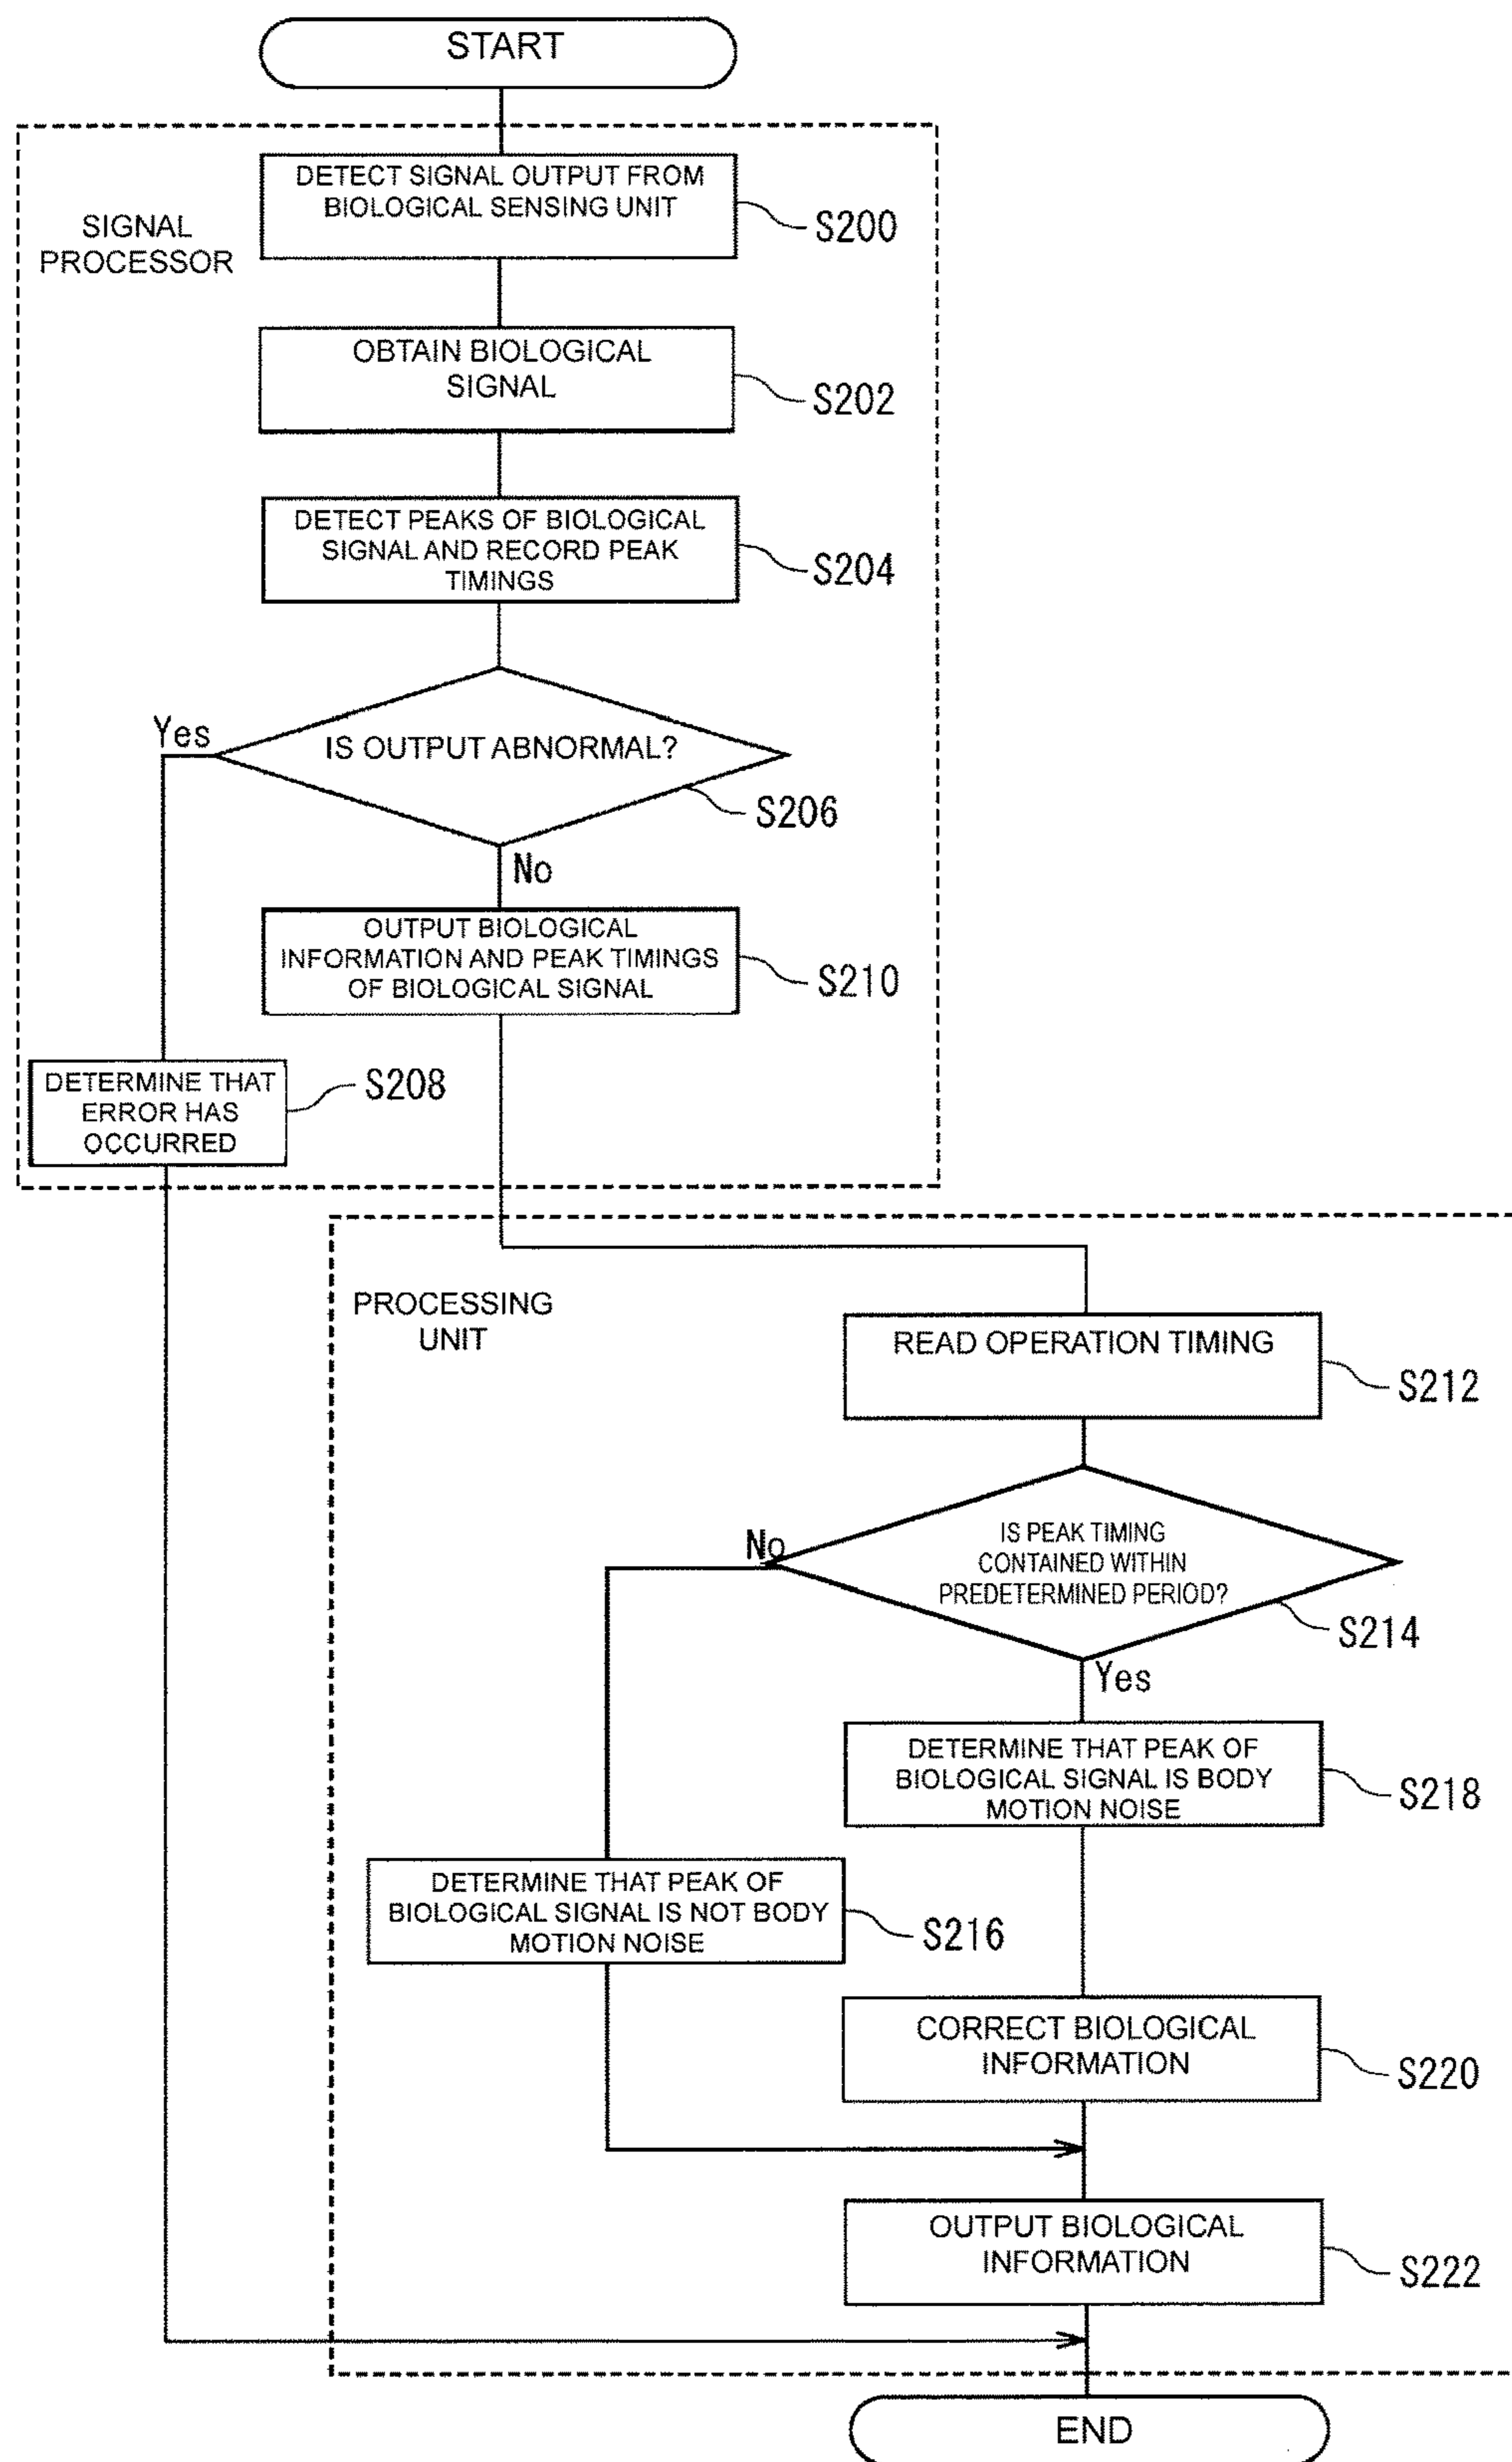 START
SIGNAL
PROCESSOR
DETECT SIGNAL OUTPUT FROM
BIOLOGICAL SENSING UNIT
S200
OBTAIN BIOLOGICAL
SIGNAL
S202
DETECT PEAKS OF BIOLOGICAL
SIGNAL AND RECORD PEAK
TIMINGS
S204
Yes
IS OUTPUT ABNORMAL?
S206
No
OUTPUT BIOLOGICAL
INFORMATION AND PEAK TIMINGS
OF BIOLOGICAL SIGNAL
S210
DETERMINE THAT
ERROR HAS
OCCURRED
S208
PROCESSING
UNIT
READ OPERATION TIMING
S212
No
IS PEAK TIMING
CONTAINED WITHIN
PREDETERMINED PERIOD?
S214
Yes
DETERMINE THAT PEAK OF
BIOLOGICAL SIGNAL IS BODY
MOTION NOISE
S218
DETERMINE THAT PEAK OF
BIOLOGICAL SIGNAL IS NOT BODY
MOTION NOISE
S216
CORRECT BIOLOGICAL
INFORMATION
S220
OUTPUT BIOLOGICAL
INFORMATION
S222
END